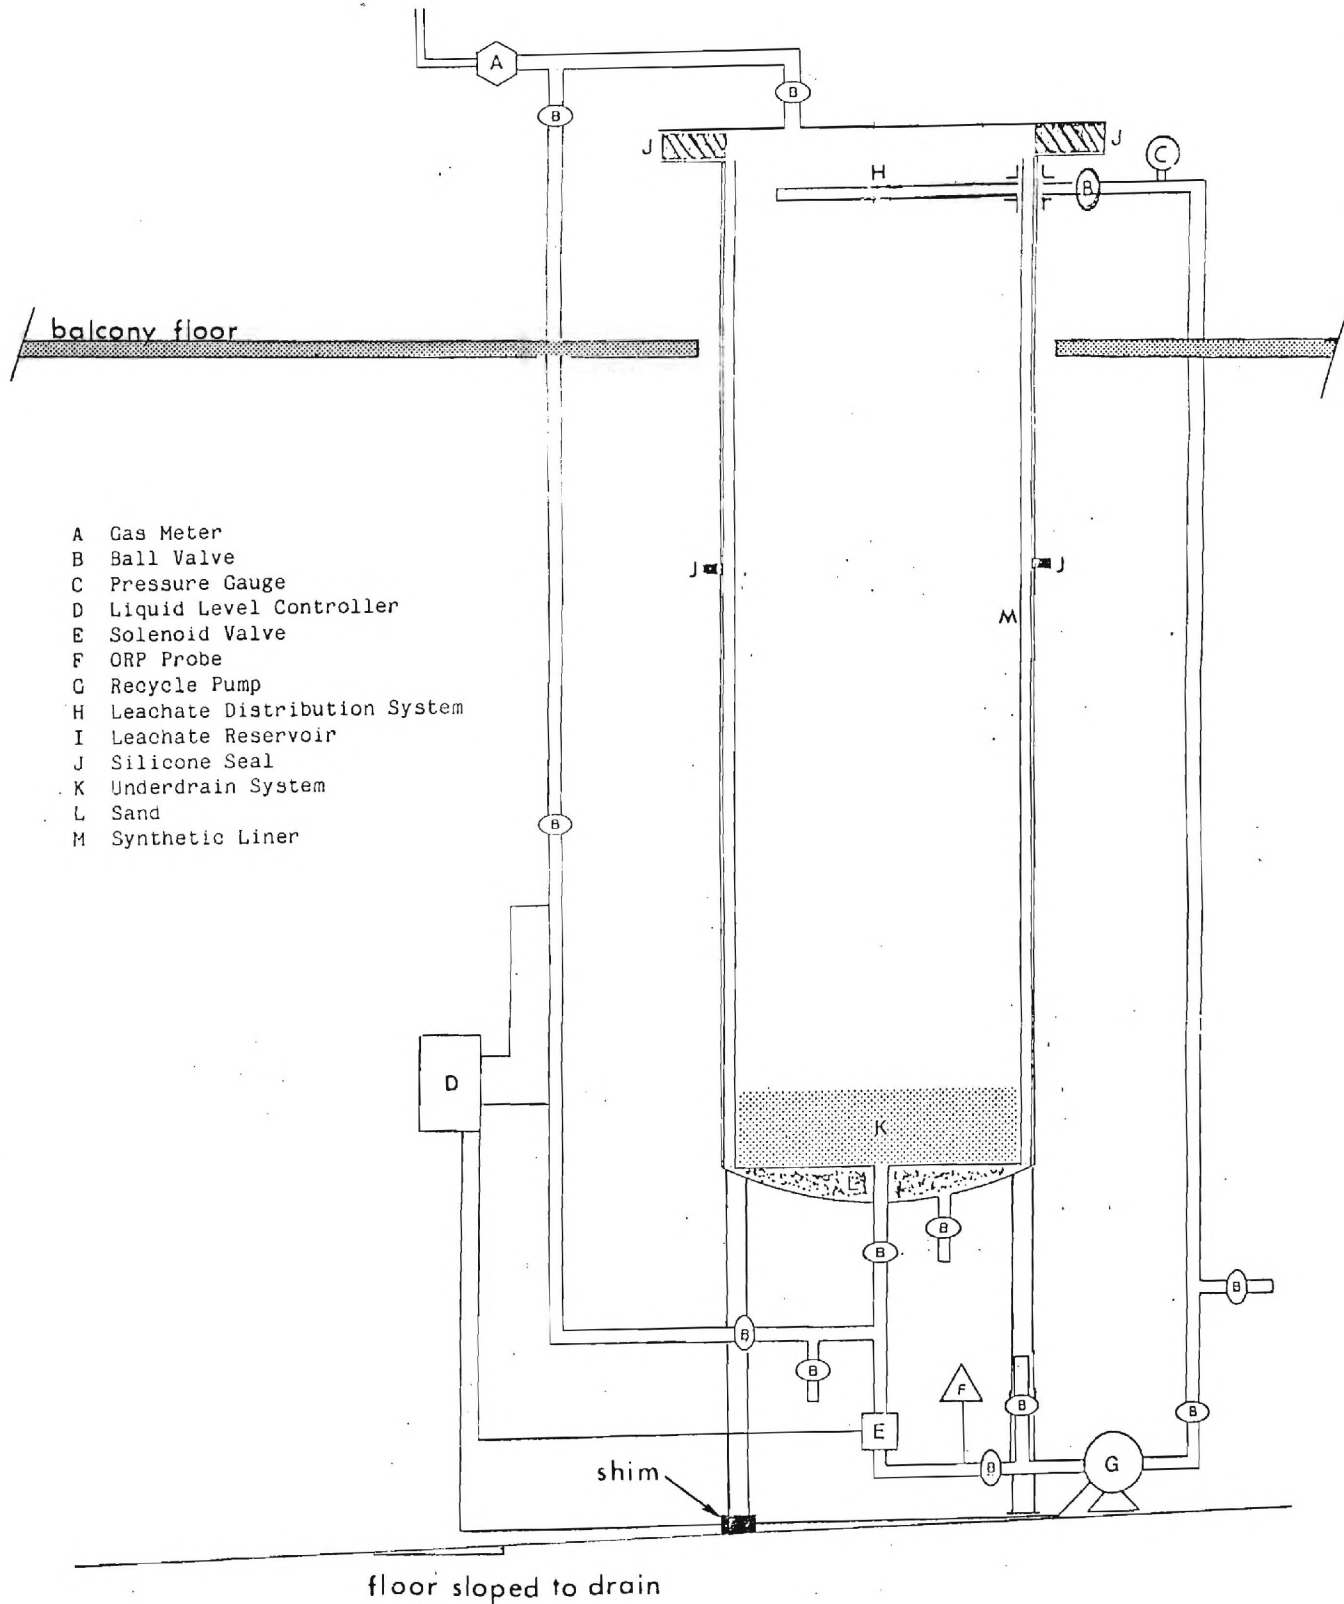 A
B
B
J
J
C
H
B
balcony floor
A Gas Meter
B Ball Valve
C Pressure Gauge
D Liquid Level Controller
E Solenoid Valve
F ORP Probe
G Recycle Pump
H Leachate Distribution System
I Leachate Reservoir
J Silicone Seal
K Underdrain System
L Sand
M Synthetic Liner
J
J
M
B
D
K
L
B
B
B
B
B
F
B
B
E
B
G
shim
floor sloped to drain